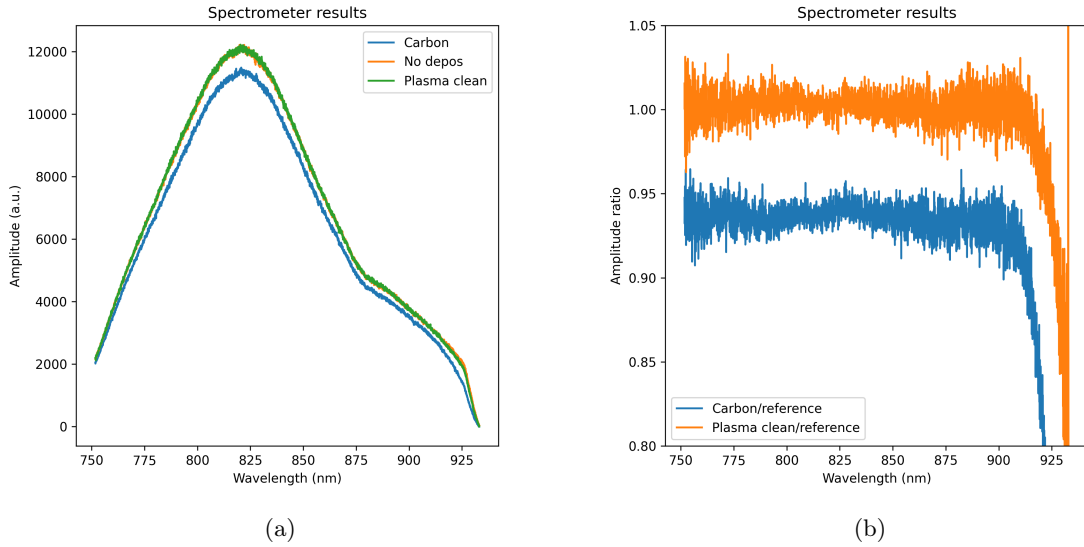 Spectrometer results
Carbon
No depos
Plasma clean
12000
10000
8000
6000
4000
2000
0
Amplitude (a.u.)
750 775 800 825 850 875 900 925
Wavelength (nm)
(a)
Spectrometer results
1.05
1.00
0.95
0.90
0.85
0.80
Amplitude ratio
Carbon/reference
Plasma clean/reference
750 775 800 825 850 875 900 925
Wavelength (nm)
(b)